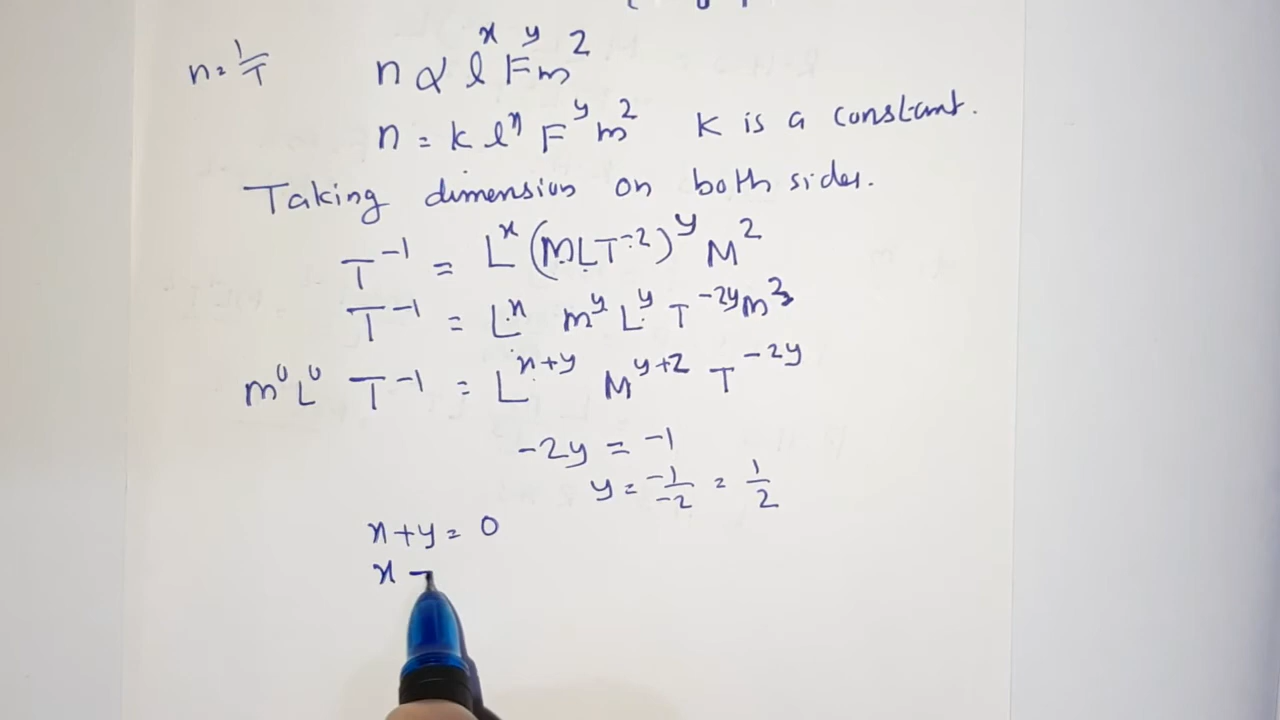 n = 1/T n ∝ l^x F^y m^2
n = k l^x F^y m^2 K is a constant.
Taking dimension on both sides.
T^-1 = L^x (MLT^-2)^y M^2
T^-1 = L^x m^y L^y T^-2y m^2
m^0 L^0 T^-1 = L^x+y M^y+2 T^-2y
-2y = -1
y = -1/-2 = 1/2
x+y = 0
x -